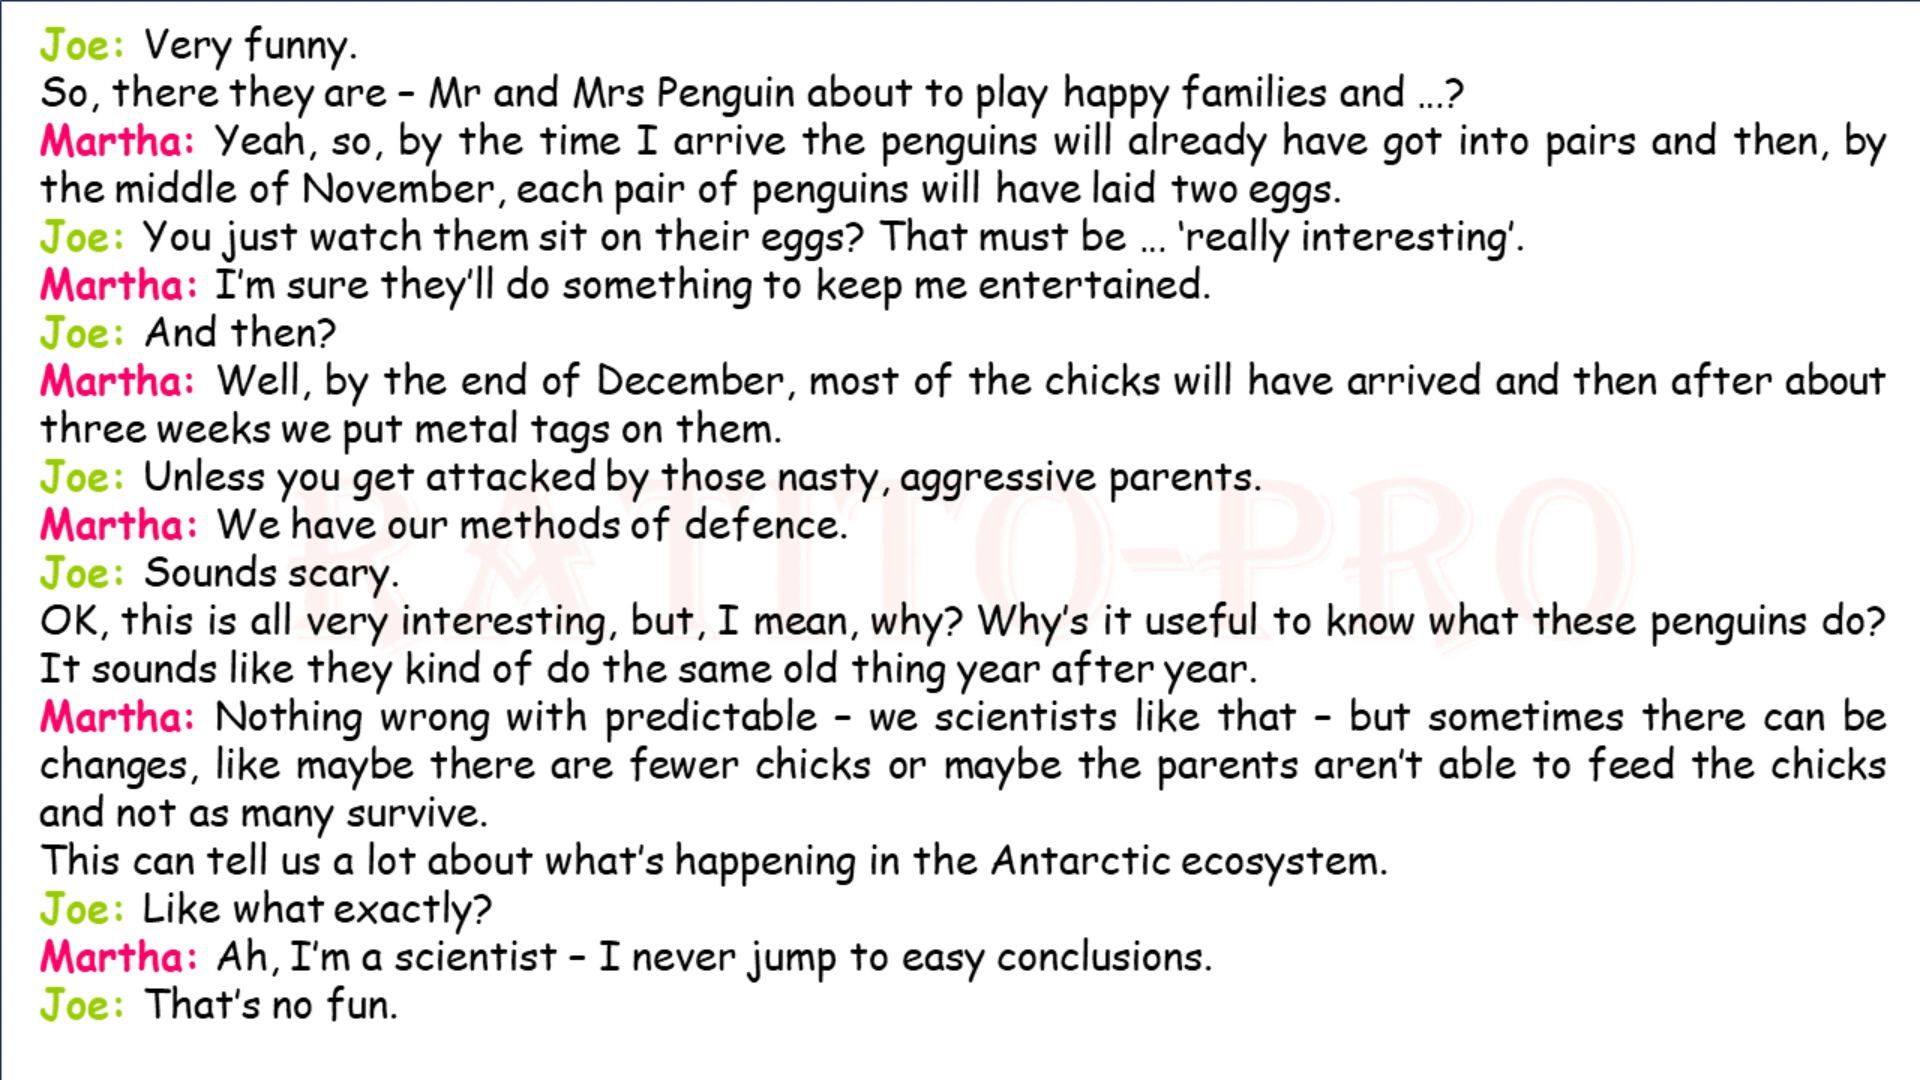 Joe: Very funny.
So, there they are – Mr and Mrs Penguin about to play happy families and ...?
Martha: Yeah, so, by the time I arrive the penguins will already have got into pairs and then, by
the middle of November, each pair of penguins will have laid two eggs.
Joe: You just watch them sit on their eggs? That must be ... ‘really interesting’.
Martha: I’m sure they’ll do something to keep me entertained.
Joe: And then?
Martha: Well, by the end of December, most of the chicks will have arrived and then after about
three weeks we put metal tags on them.
Joe: Unless you get attacked by those nasty, aggressive parents.
Martha: We have our methods of defence.
Joe: Sounds scary.
OK, this is all very interesting, but, I mean, why? Why’s it useful to know what these penguins do?
It sounds like they kind of do the same old thing year after year.
Martha: Nothing wrong with predictable – we scientists like that – but sometimes there can be
changes, like maybe there are fewer chicks or maybe the parents aren’t able to feed the chicks
and not as many survive.
This can tell us a lot about what’s happening in the Antarctic ecosystem.
Joe: Like what exactly?
Martha: Ah, I’m a scientist – I never jump to easy conclusions.
Joe: That’s no fun.
RATITO-PRO